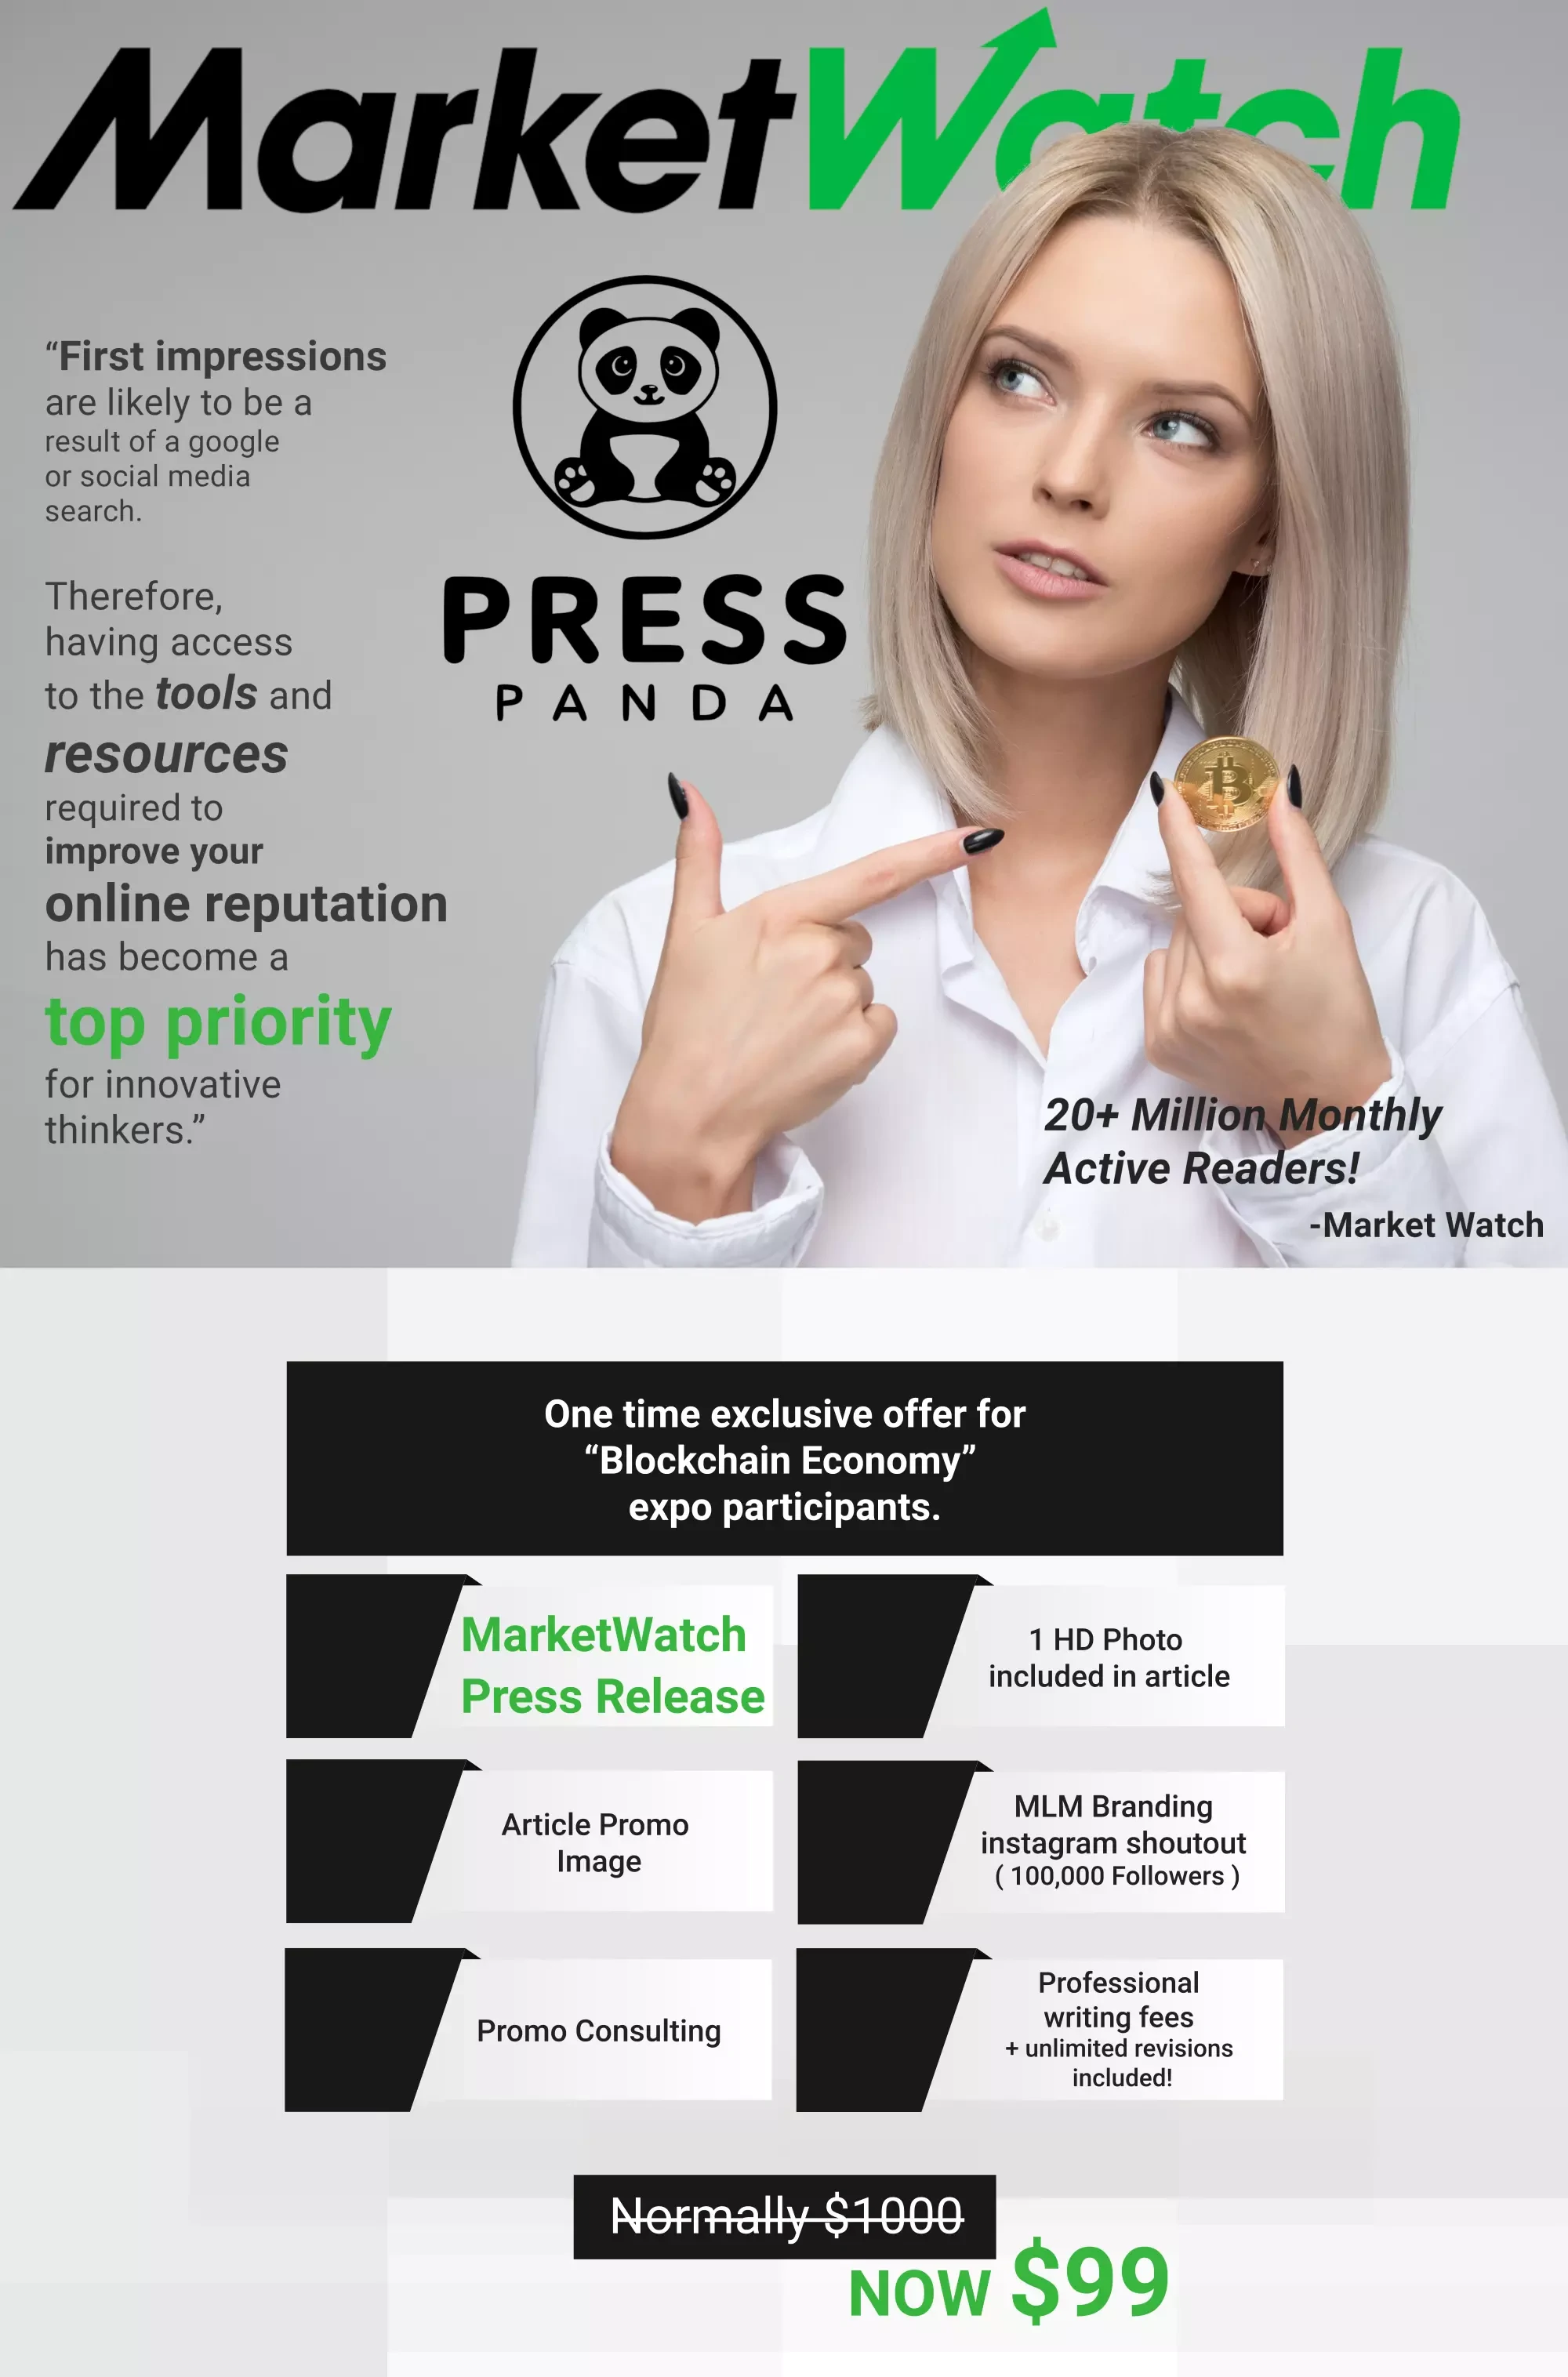 MarketWatch
“First impressions
are likely to be a
result of a google
or social media
search.
Therefore,
having access
to the tools and
resources
required to
improve your
online reputation
has become a
top priority
for innovative
thinkers.”
PRESS
PANDA
20+ Million Monthly
Active Readers!
-Market Watch
One time exclusive offer for
“Blockchain Economy”
expo participants.
MarketWatch
Press Release
1 HD Photo
included in article
Article Promo
Image
MLM Branding
instagram shoutout
( 100,000 Followers )
Promo Consulting
Professional
writing fees
+ unlimited revisions
included!
Normally $1000
NOW $99